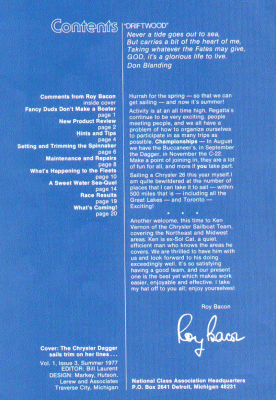 Contents
"DRIFTWOOD"
Never a tide goes out to sea,
But carries a bit of the heart of me,
Taking whatever the Fates may give,
GOD, it's a glorious life to live.
Don Blanding
Comments from Roy Bacon
inside cover
Fancy Duds Don't Make a Boater
page 1
New Product Review
page 2
Hints and Tips
page 4
Setting and Trimming the Spinnaker
page 6
Maintenance and Repairs
page 8
What's Happening to the Fleets
page 10
A Sweet Water Sea-Quel
page 14
Race Results
page 19
What's Coming!
page 20
Cover: The Chrysler Dagger
sails trim on her lines . . .
Vol. 1, Issue 3, Summer 1977
EDITOR: Bill Laurent
DESIGN: Markey, Hutson,
Lerew and Associates
Traverse City, Michigan
Hurrah for the spring — so that we can
get sailing — and now it's summer!
Activity is at an all time high, Regatta's
continue to be very exciting, people
meeting people, and we all have a
problem of how to organize ourselves
to participate in as many trips as
possible. Championships — In August
we have the Buccaneer's, in September
the Dagger, in November the C-22.
Make a point of joining in, they are a lot
of fun for all, and more if you take part.
Sailing a Chrysler 26 this year myself,I
am quite bewildered at the number of
places that I can take it to sail — within
500 miles that is — including all the
Great Lakes — and Toronto —
Exciting!
* * *
Another welcome, this time to Ken
Vernon of the Chrysler Sailboat Team,
covering the Northeast and Midwest
areas. Ken is ex-Sol Cat, a quiet
efficient man who knows the areas he
covers. We are thrilled to have him with
us and look forward to his doing
exceedingly well. It's so satisfying
having a good team, and our present
one is the best yet which makes work
easier, enjoyable and effective. I take
my hat off to you all, enjoy yourselves!
Roy Bacon
Roy Bacon
National Class Association Headquarters
P.O. Box 2641 Detroit, Michigan 48231